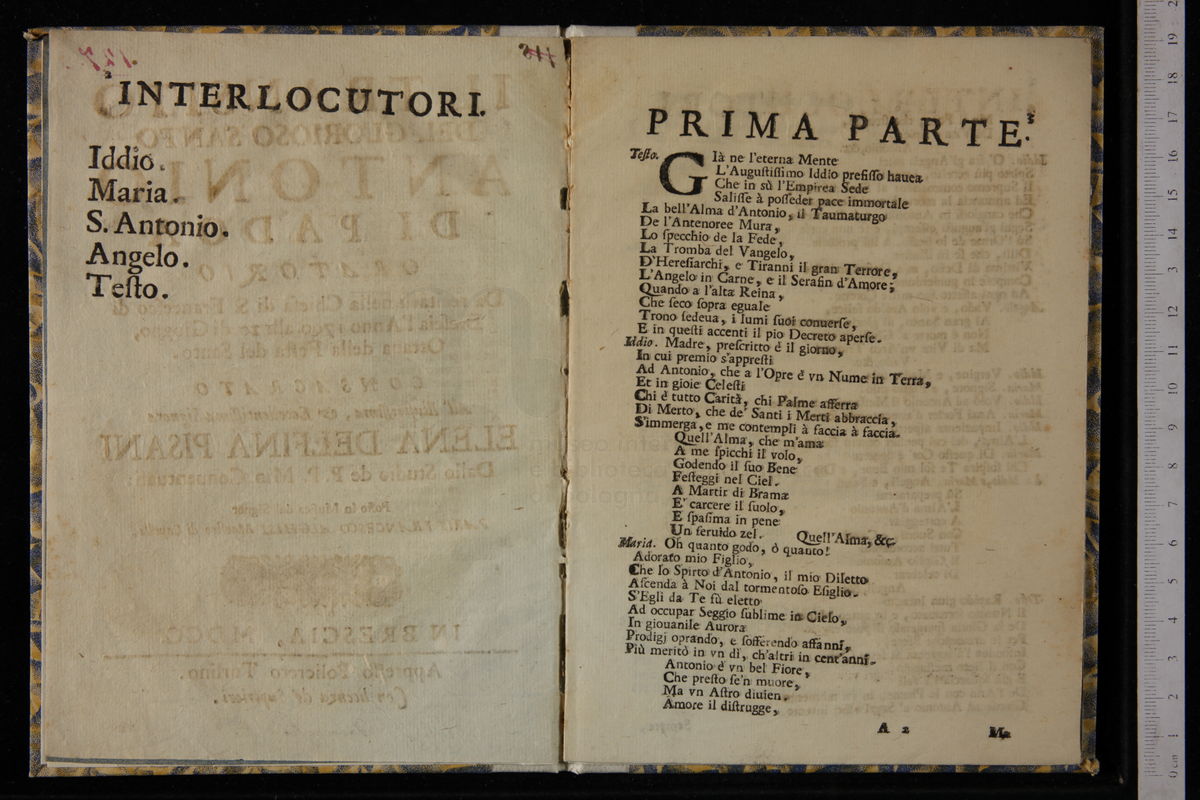 2
INTERLOCUTORI.
Iddio.
Maria.
S. Antonio.
Angelo.
Teſto.
3
PRIMA PARTE.
Teſto. Già ne l'eterna Mente
L'Auguſtiſſimo Iddio prefiſſo hauea
Che in sù l'Empirea Sede
Saliſſe à poſſeder pace immortale
La bell'Alma d'Antonio, il Taumaturgo
De l'Antenoree Mura,
Lo ſpecchio de la Fede,
La Tromba del Vangelo,
D'Hereſiarchi, e Tiranni il gran Terrore,
L'Angelo in Carne, e il Serafin d'Amore;
Quando a l'alta Reina,
Che ſeco ſopra eguale
Trono ſedeua, i lumi ſuoi conuerſe,
E in queſti accenti il pio Decreto aperſe.
Iddio. Madre, preſcritto è il giorno,
In cui premio s'appreſti
Ad Antonio, che a l'Opre è vn Nume in Terra,
Et in gioie Celeſti
Chi è tutto Carità, chi Palme afferra
Di Merto, che de' Santi i Merti abbraccia,
S'immerga, e me contempli à faccia à faccia.
Quell'Alma, che m'ama
A me ſpicchi il volo,
Godendo il ſuo Bene
Feſteggi nel Ciel.
A Martir di Brama
E' carcere il ſuolo,
E ſpaſima in pene
Un feruido zel. Quell'Alma, &c.
Maria. Oh quanto godo, ò quanto!
Adorato mio Figlio,
Che lo Spirto d'Antonio, il mio Diletto
Aſcenda à Noi dal tormentoſo Eſiglio.
S'Egli da Te fù eletto
Ad occupar Seggio ſublime in Cielo,
In giouanile Aurora
Prodigj oprando, e ſofferendo affanni,
Più meritò in vn dì, ch'altri in cent'anni.
Antonio è vn bel Fiore,
Che preſto ſe'n muore,
Ma vn Aſtro diuien.
Amore il diſtrugge,
A 2 Ma